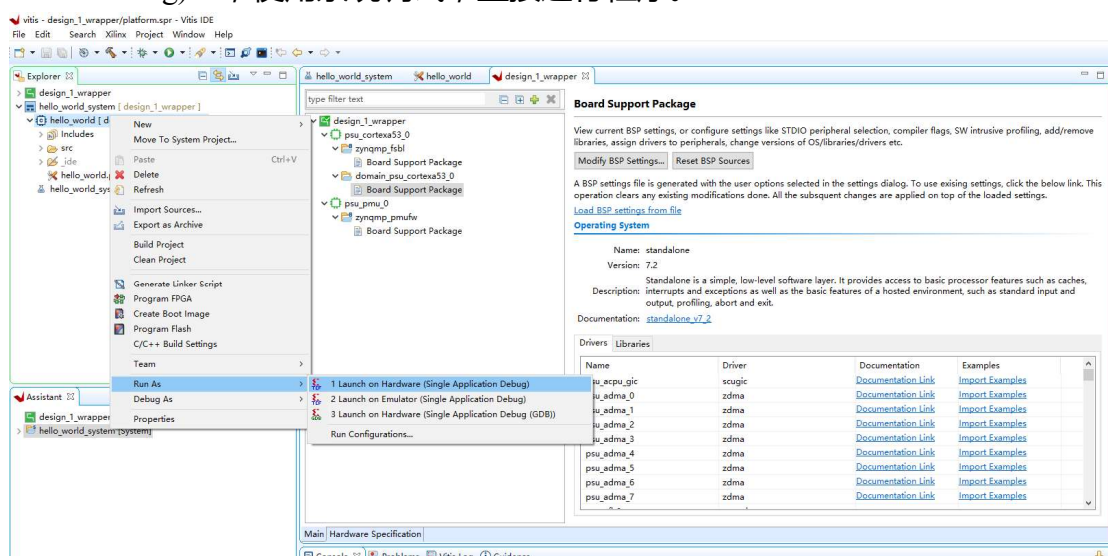 vitis - design_1_wrapper/platform.spr - Vitis IDE
File Edit Search Xilinx Project Window Help
Explorer
design_1_wrapper
hello_world_system [ design_1_wrapper ]
hello_world [ d
Includes
src
_ide
hello_world.
hello_world_sys
New
Move To System Project...
Paste Ctrl+V
Delete
Refresh
Import Sources...
Export as Archive
Build Project
Clean Project
Generate Linker Script
Program FPGA
Create Boot Image
Program Flash
C/C++ Build Settings
Team
Run As
Debug As
Properties
1 Launch on Hardware (Single Application Debug)
2 Launch on Emulator (Single Application Debug)
3 Launch on Hardware (Single Application Debug (GDB))
Run Configurations...
Assistant
design_1_wrapper
hello_world_system [System]
hello_world_system hello_world design_1_wrapper
type filter text
design_1_wrapper
psu_cortexa53_0
zynqmp_fsbl
Board Support Package
domain_psu_cortexa53_0
Board Support Package
psu_pmu_0
zynqmp_pmufw
Board Support Package
Board Support Package
View current BSP settings, or configure settings like STDIO peripheral selection, compiler flags, SW intrusive profiling, add/remove
libraries, assign drivers to peripherals, change versions of OS/libraries/drivers etc.
Modify BSP Settings... Reset BSP Sources
A BSP settings file is generated with the user options selected in the settings dialog. To use exising settings, click the below link. This
operation clears any existing modifications done. All the subsequent changes are applied on top of the loaded settings.
Load BSP settings from file
Operating System
Name: standalone
Version: 7.2
Standalone is a simple, low-level software layer. It provides access to basic processor features such as caches,
Description: interrupts and exceptions as well as the basic features of a hosted environment, such as standard input and
output, profiling, abort and exit.
Documentation: standalone_v7_2
Drivers Libraries
Name Driver Documentation Examples
su_acpu_gic scugic Documentation Link Import Examples
su_adma_0 zdma Documentation Link Import Examples
su_adma_1 zdma Documentation Link Import Examples
su_adma_2 zdma Documentation Link Import Examples
su_adma_3 zdma Documentation Link Import Examples
psu_adma_4 zdma Documentation Link Import Examples
psu_adma_5 zdma Documentation Link Import Examples
psu_adma_6 zdma Documentation Link Import Examples
psu_adma_7 zdma Documentation Link Import Examples
Main Hardware Specification